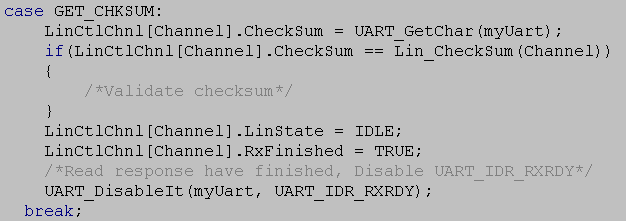 case GET_CHKSUM:
LinCtlChnl[Channel].CheckSum = UART_GetChar(myUart);
if(LinCtlChnl[Channel].CheckSum == Lin_CheckSum(Channel))
{
/*Validate checksum*/
}
LinCtlChnl[Channel].LinState = IDLE;
LinCtlChnl[Channel].RxFinished = TRUE;
/*Read response have finished, Disable UART_IDR_RXRDY*/
UART_DisableIt(myUart, UART_IDR_RXRDY);
break;